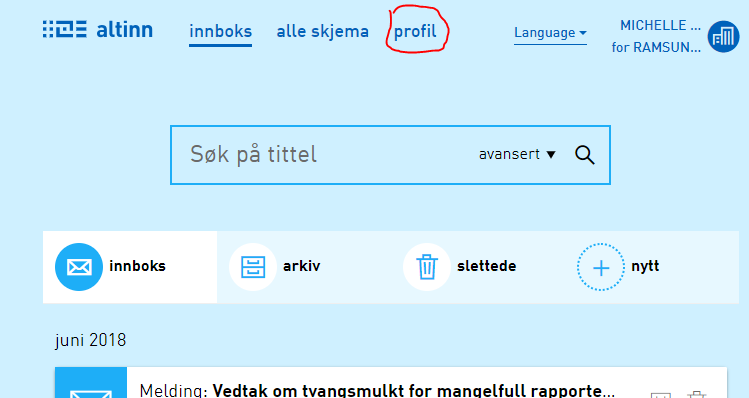 altinn innboks alle skjema profil Language MICHELLE ...
for RAMSUN...
Søk på tittel avansert
innboks arkiv slettede nytt
juni 2018
Melding: Vedtak om tvangsmulkt for mangelfull rapporte...